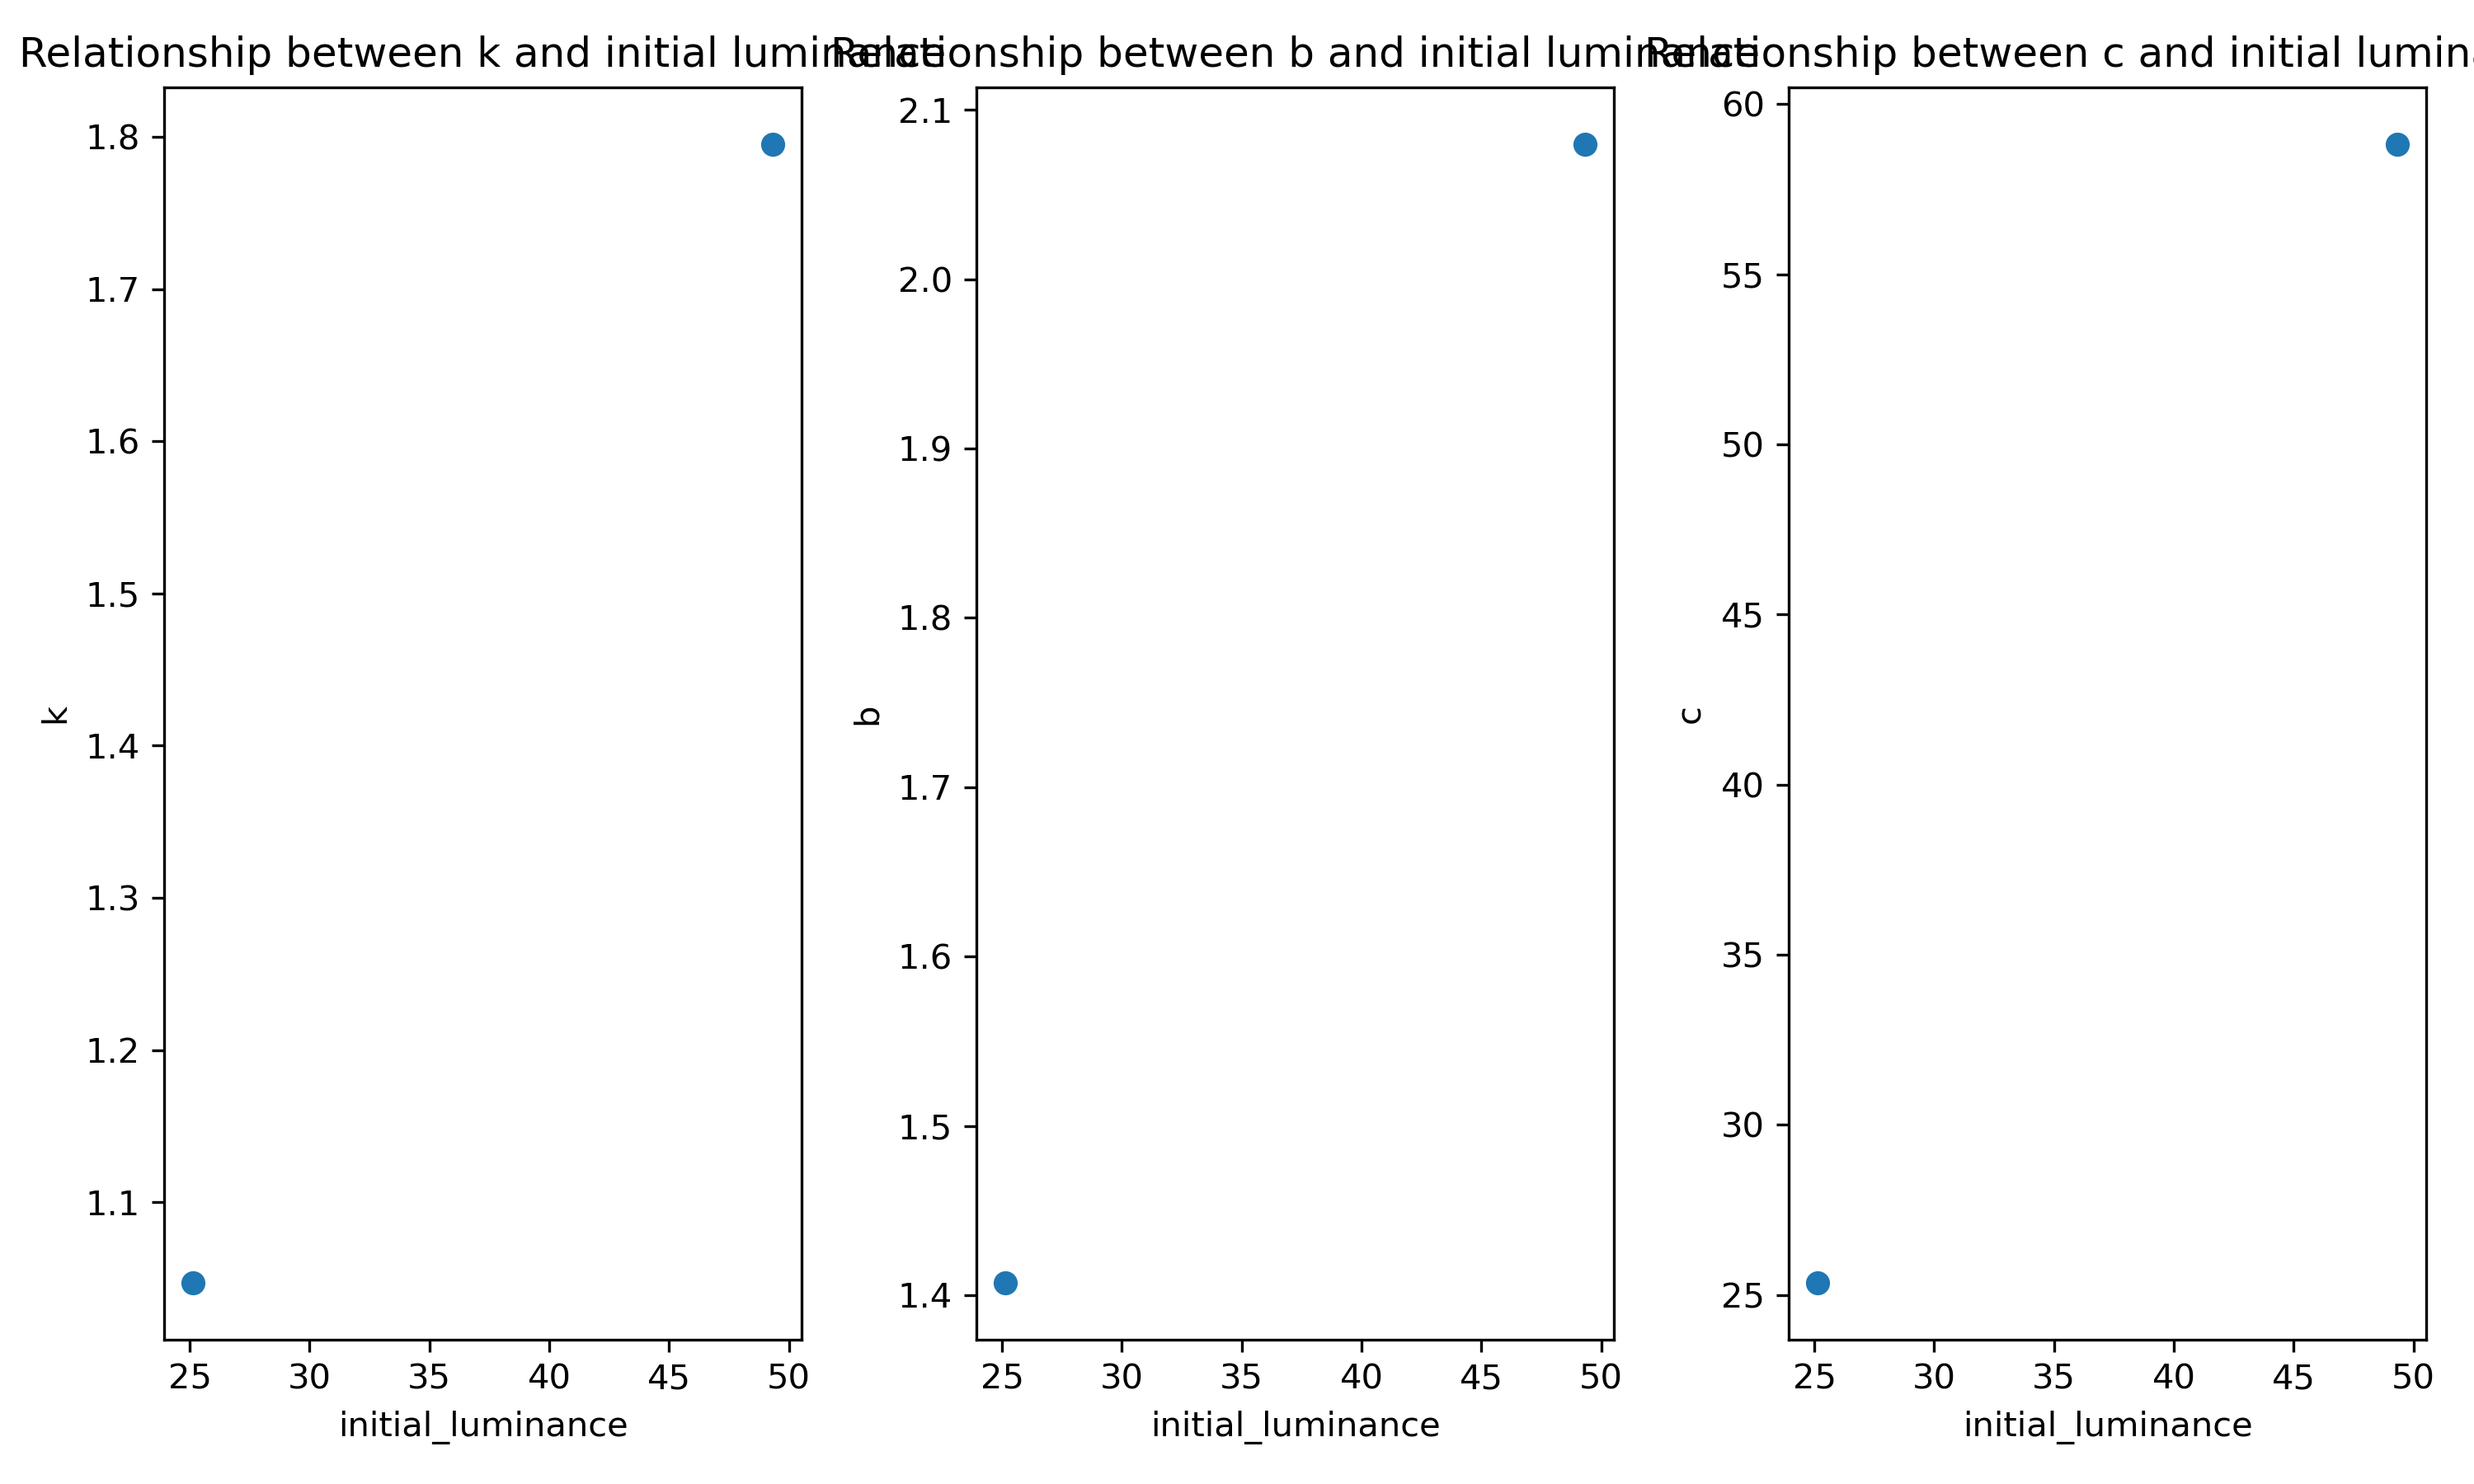 Relationship between k and initial luminance
Relationship between b and initial luminance
Relationship between c and initial lumin
1.8
1.7
1.6
1.5
1.4
1.3
1.2
1.1
k
25 30 35 40 45 50
initial_luminance
2.1
2.0
1.9
1.8
1.7
1.6
1.5
1.4
b
25 30 35 40 45 50
initial_luminance
60
55
50
45
40
35
30
25
c
25 30 35 40 45 50
initial_luminance